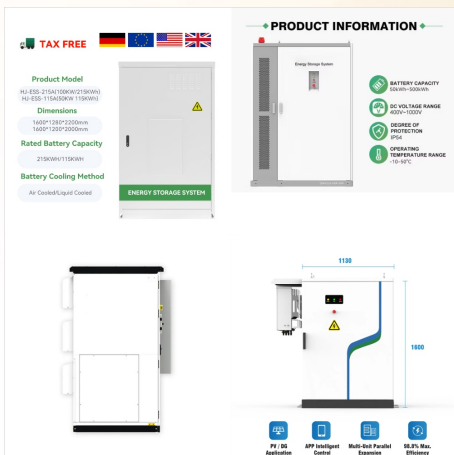 TAX FREE
Product Model
HJ-ESS-215A(100KW/215KWH)
HJ-ESS-115A(50KW 115KWH)
Dimensions
1600*1280*2200mm
1600*1200*2000mm
Rated Battery Capacity
215KWH/115KWH
Battery Cooling Method
Air Cooled/Liquid Cooled
ENERGY STORAGE SYSTEM
PRODUCT INFORMATION
Energy Storage System
BATTERY CAPACITY
50kWh~500kWh
DC VOLTAGE RANGE
400V~1000V
DEGREE OF
PROTECTION
IP54
OPERATING
TEMPERATURE RANGE
-10~50°C
1130
1600
PV / DG
Application
APP Intelligent
Control
Multi-Unit Parallel
Expansion
98.8% Max.
Efficiency